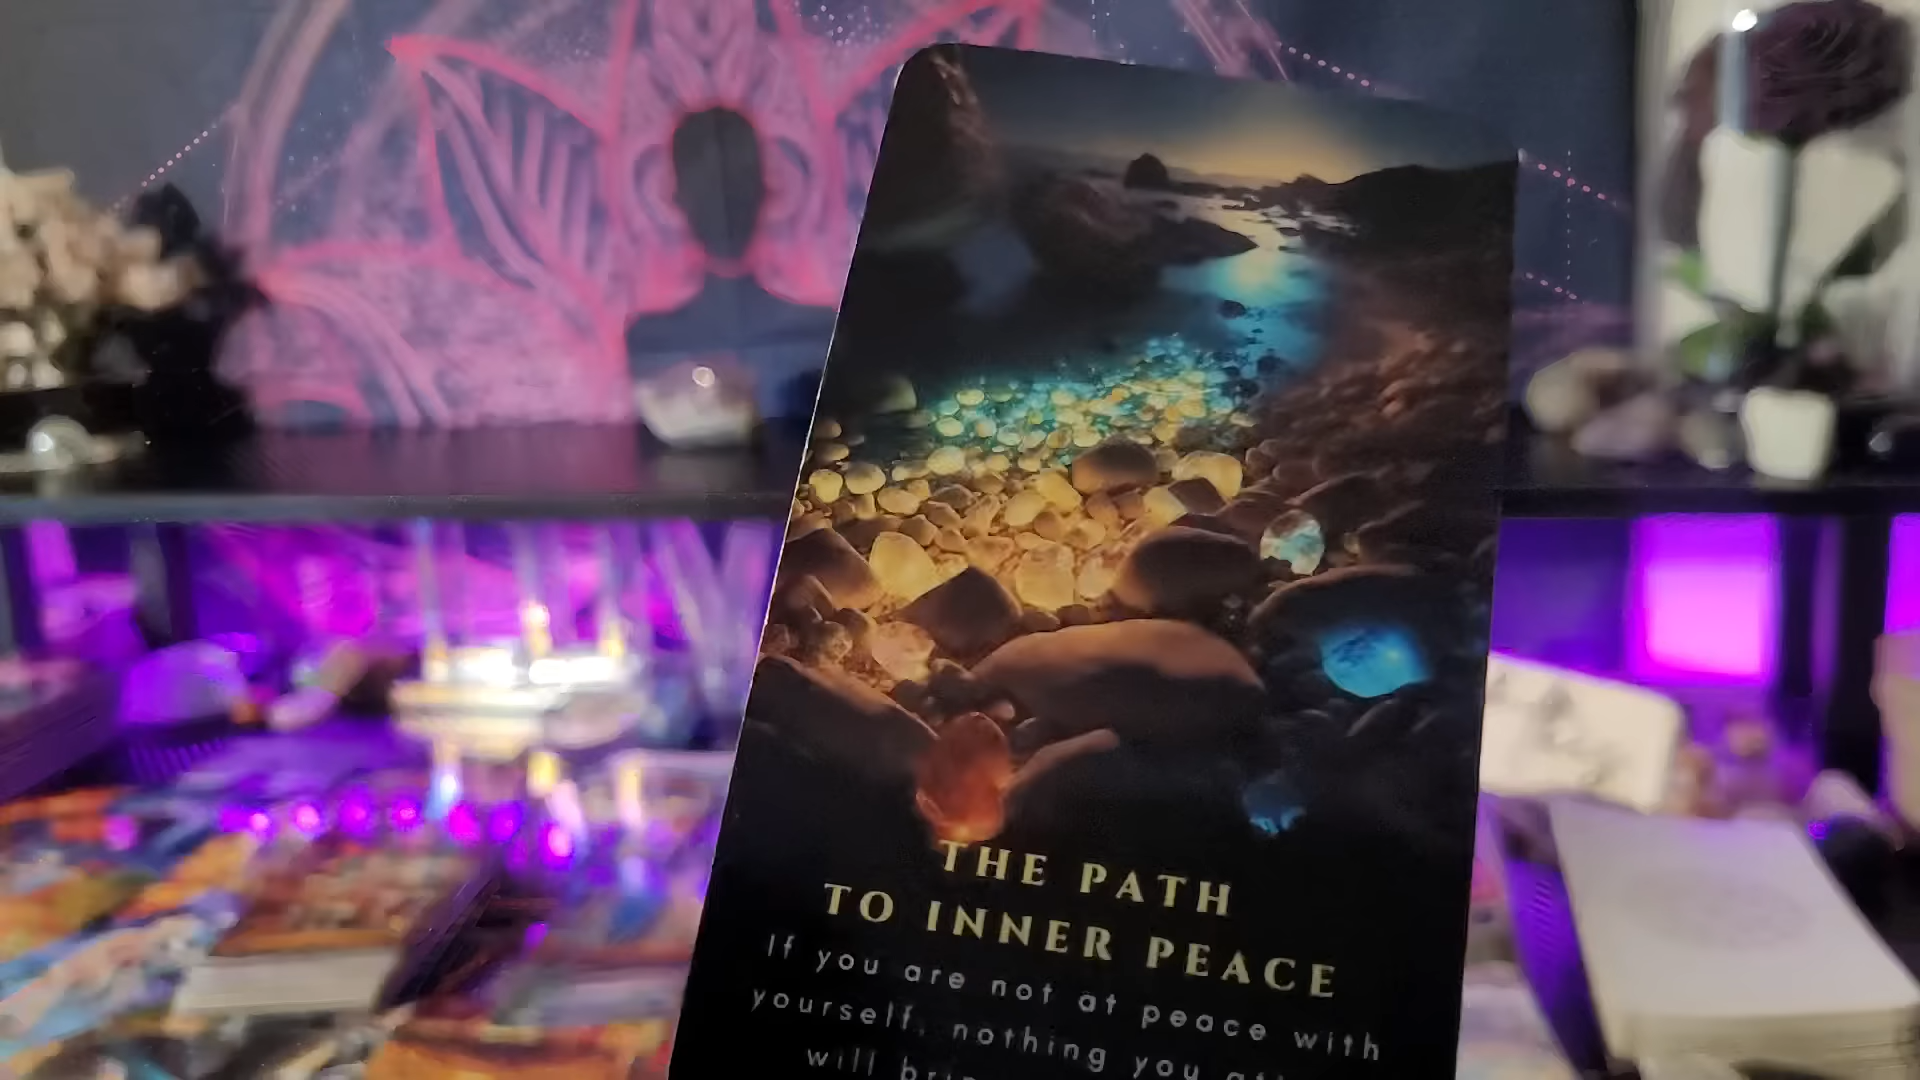 THE PATH
TO INNER PEACE
If you are not at peace with
yourself, nothing you
will